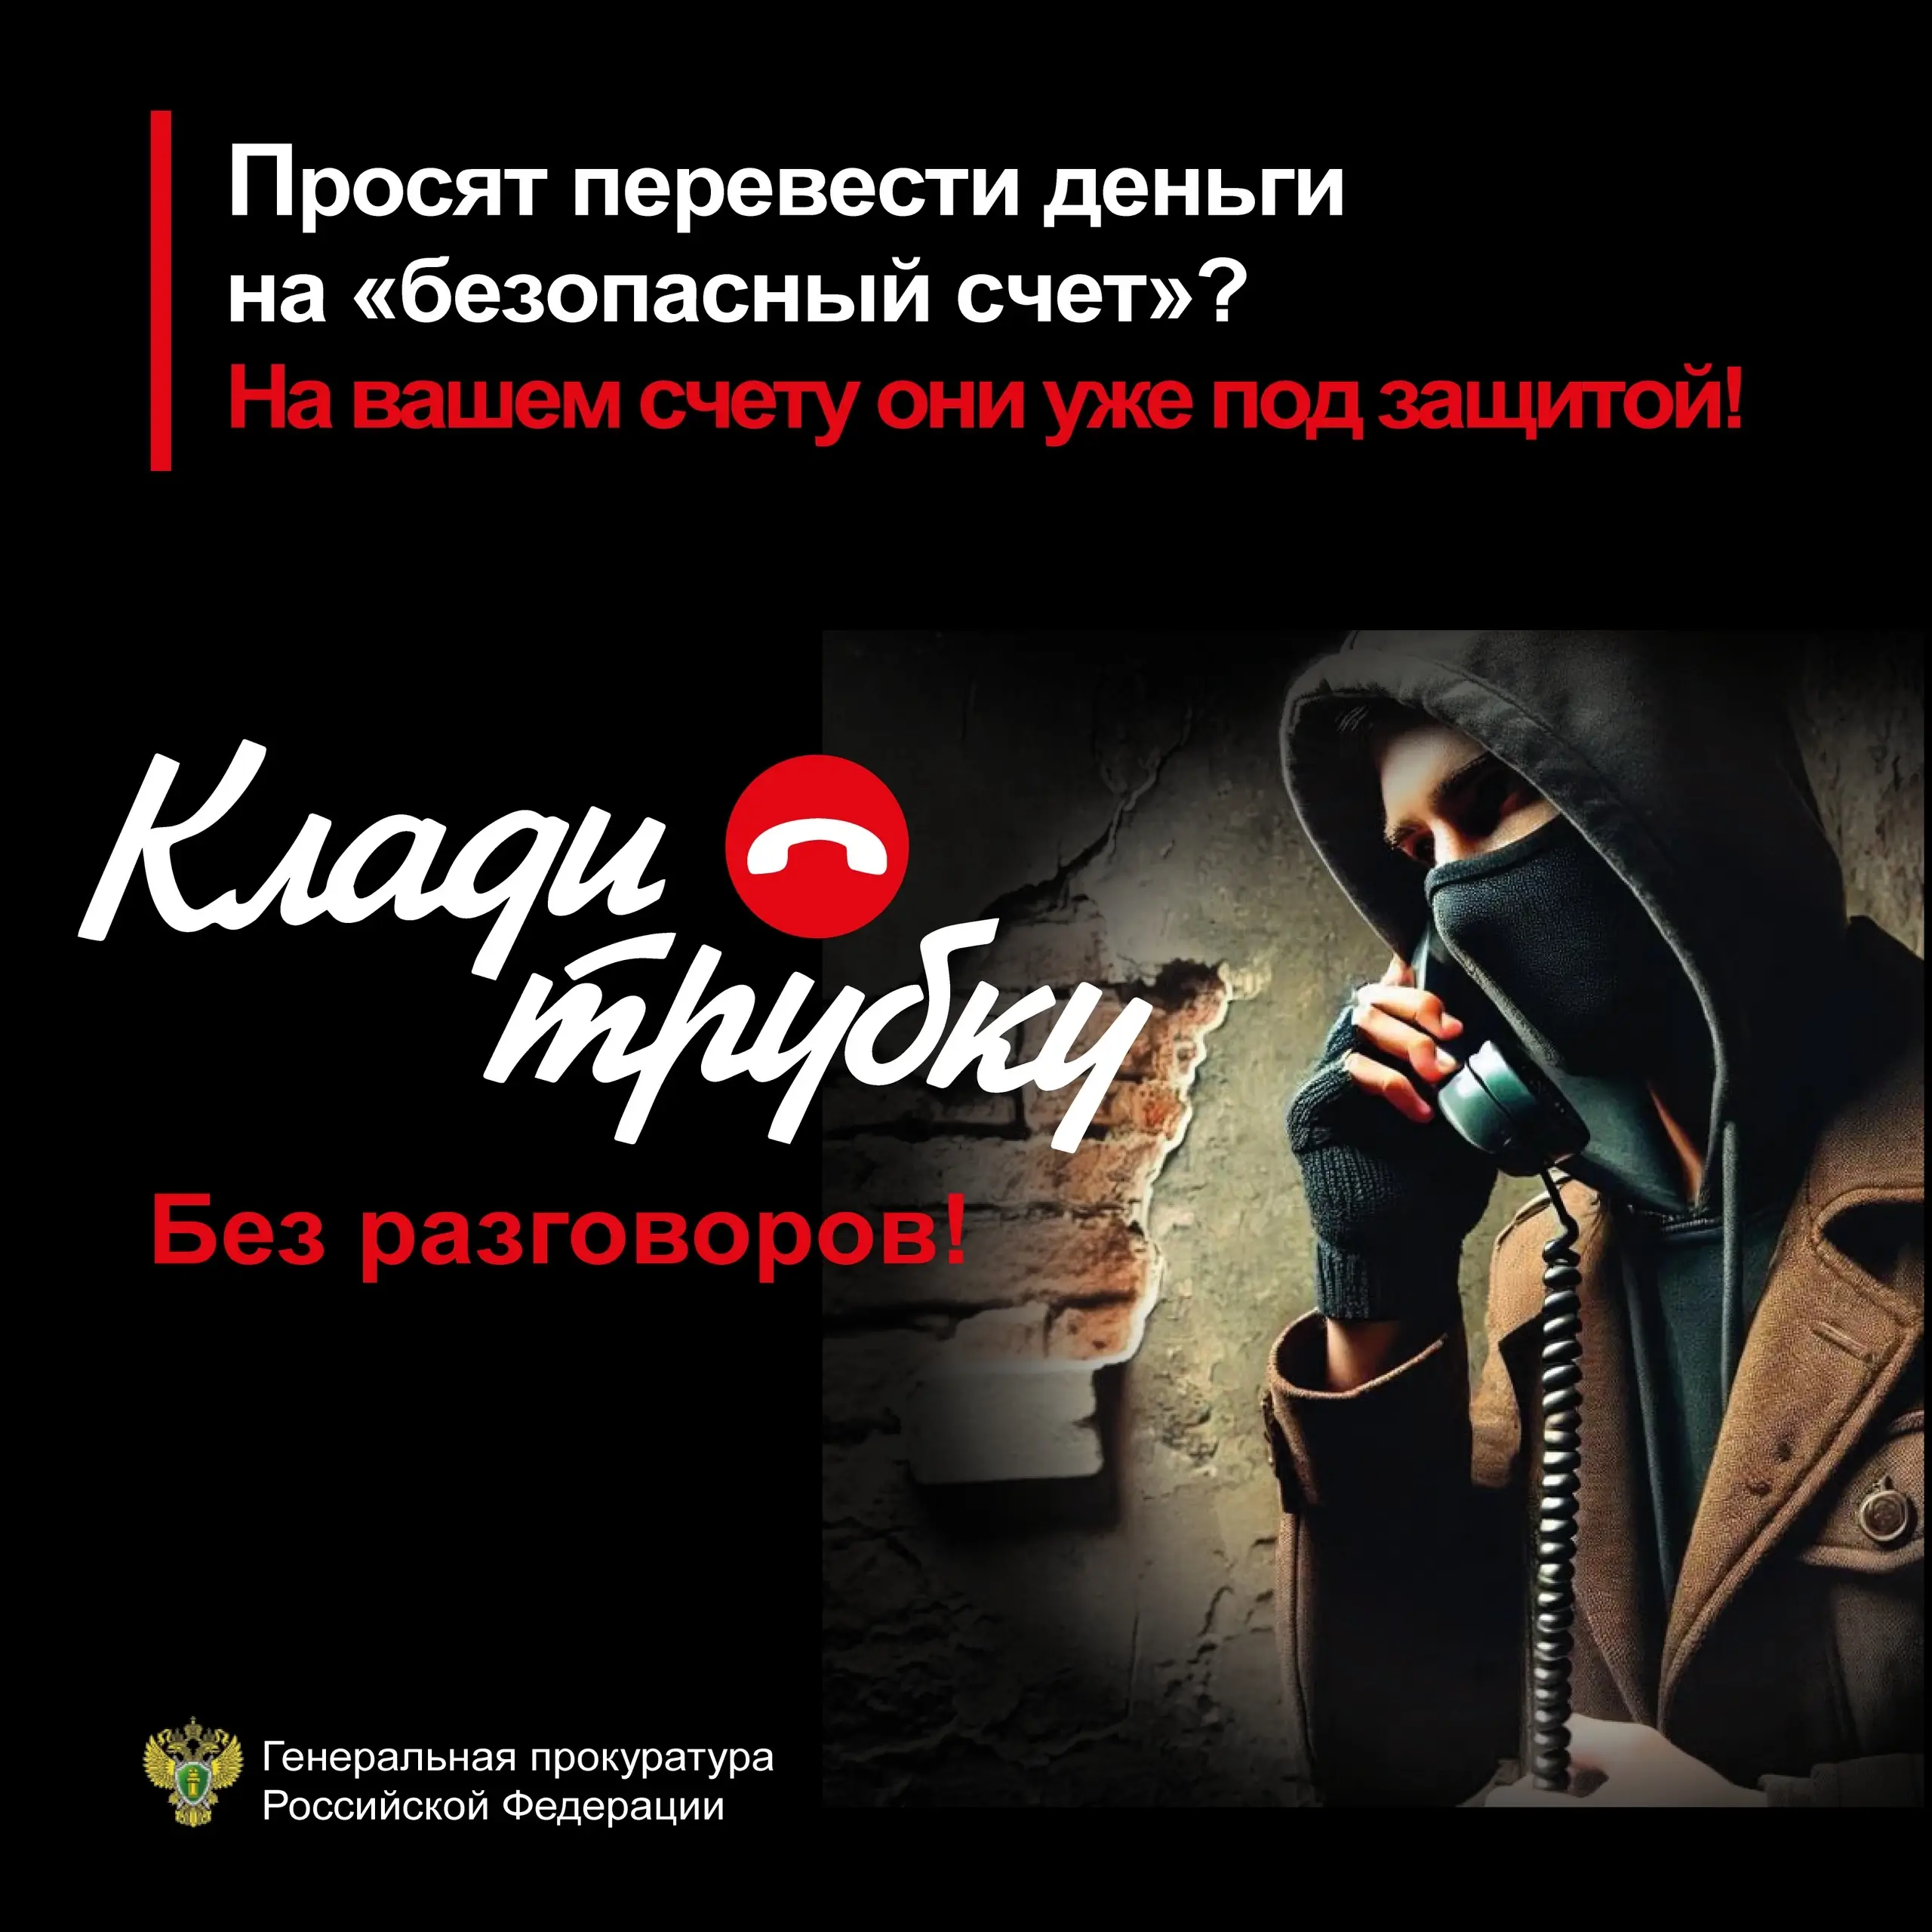 Просят перевести деньги
на «безопасный счет»?
На вашем счету они уже под защитой!
Клади
трубку
Без разговоров!
Генеральная прокуратура
Российской Федерации